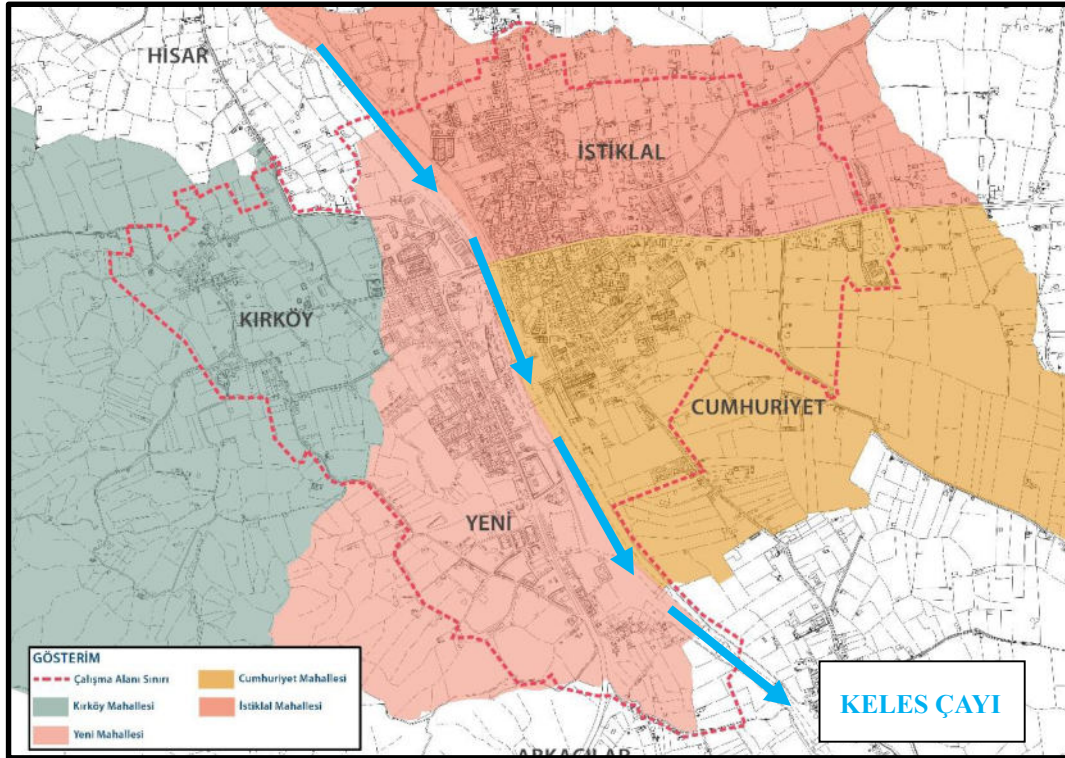 HİSAR
İSTİKLAL
KIRKÖY
CUMHURİYET
YENİ
GÖSTERİM
Çalışma Alanı Sınırı
Cumhuriyet Mahallesi
Kırköy Mahallesi
İstiklal Mahallesi
Yeni Mahallesi
KELES ÇAYI